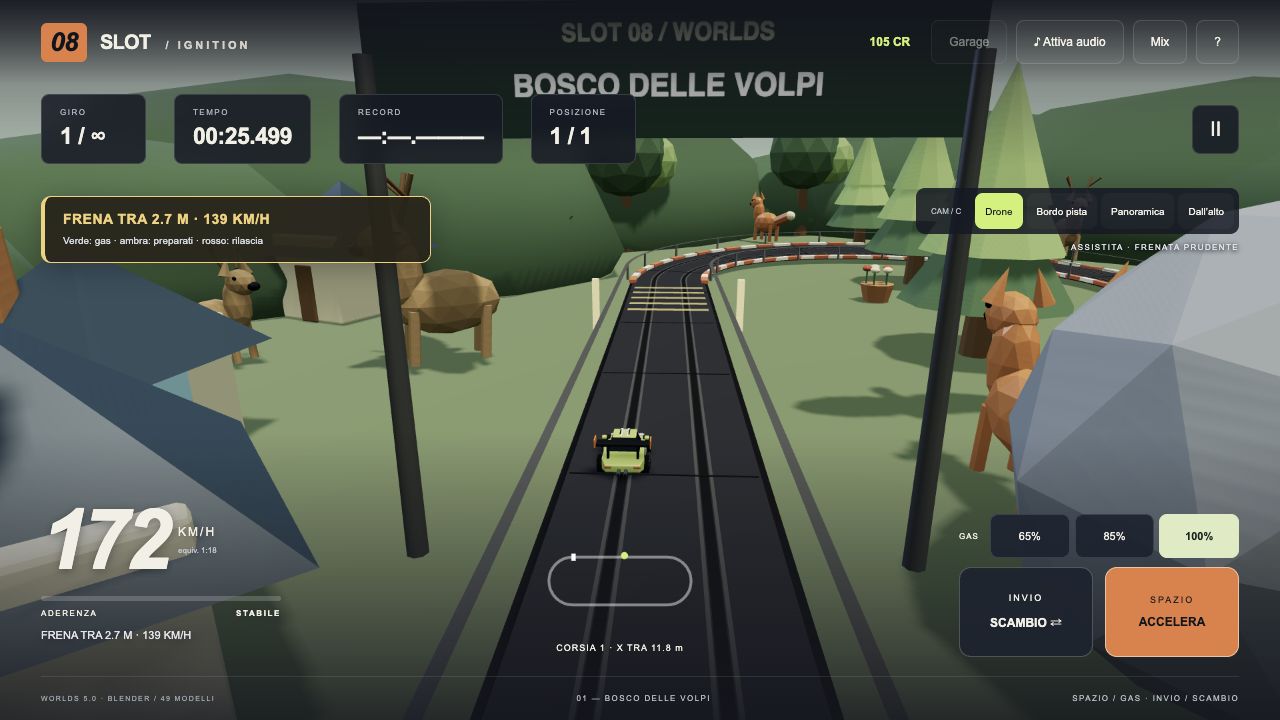 SLOT 08 / WORLDS
BOSCO DELLE VOLPI
08 SLOT / IGNITION
105 CR
Garage
♪ Attiva audio
Mix
?
GIRO
1 / ∞
TEMPO
00:25.499
RECORD
—:—.———
POSIZIONE
1 / 1
FRENA TRA 2.7 M · 139 KM/H
Verde: gas · ambra: preparati · rosso: rilascia
CAM / C
Drone
Bordo pista
Panoramica
Dall'alto
ASSISTITA · FRENATA PRUDENTE
172 KM/H
equiv. 1:18
ADERENZA
STABILE
FRENA TRA 2.7 M · 139 KM/H
CORSIA 1 · X TRA 11.8 m
GAS
65%
85%
100%
INVIO
SCAMBIO ⇄
SPAZIO
ACCELERA
WORLDS 5.0 · BLENDER / 49 MODELLI
01 — BOSCO DELLE VOLPI
SPAZIO / GAS · INVIO / SCAMBIO